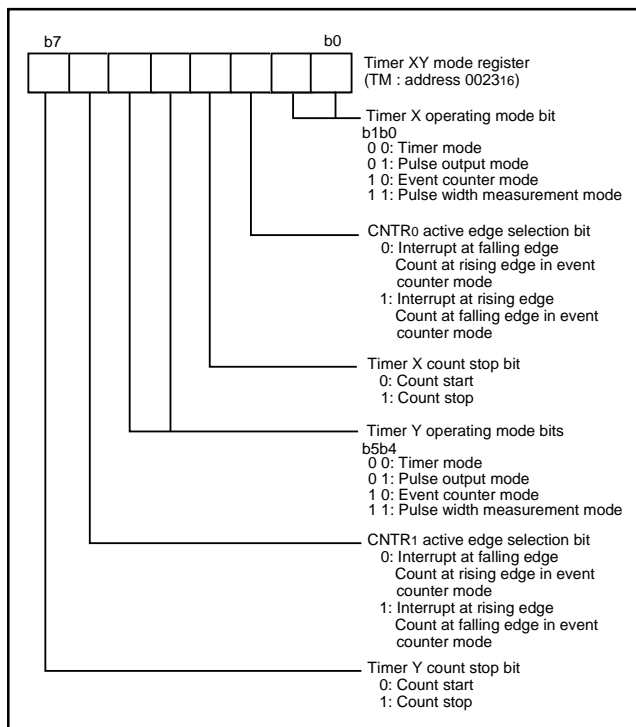 b7 b0
Timer XY mode register
(TM : address 002316)
Timer X operating mode bit
b1b0
0 0: Timer mode
0 1: Pulse output mode
1 0: Event counter mode
1 1: Pulse width measurement mode
CNTR0 active edge selection bit
0: Interrupt at falling edge
Count at rising edge in event
counter mode
1: Interrupt at rising edge
Count at falling edge in event
counter mode
Timer X count stop bit
0: Count start
1: Count stop
Timer Y operating mode bits
b5b4
0 0: Timer mode
0 1: Pulse output mode
1 0: Event counter mode
1 1: Pulse width measurement mode
CNTR1 active edge selection bit
0: Interrupt at falling edge
Count at rising edge in event
counter mode
1: Interrupt at rising edge
Count at falling edge in event
counter mode
Timer Y count stop bit
0: Count start
1: Count stop